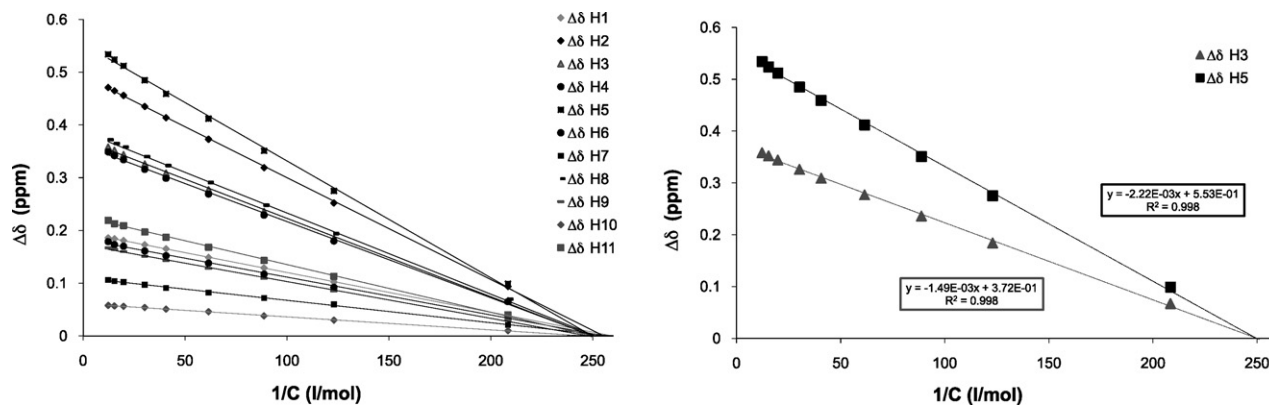 0.6
0.5
0.4
0.3
0.2
0.1
0
Δδ (ppm)
0 50 100 150 200 250
1/C (l/mol)
Δδ H1
Δδ H2
Δδ H3
Δδ H4
Δδ H5
Δδ H6
Δδ H7
Δδ H8
Δδ H9
Δδ H10
Δδ H11
0.6
0.5
0.4
0.3
0.2
0.1
0
Δδ (ppm)
0 50 100 150 200 250
1/C (l/mol)
Δδ H3
Δδ H5
y = -2.22E-03x + 5.53E-01
R² = 0.998
y = -1.49E-03x + 3.72E-01
R² = 0.998